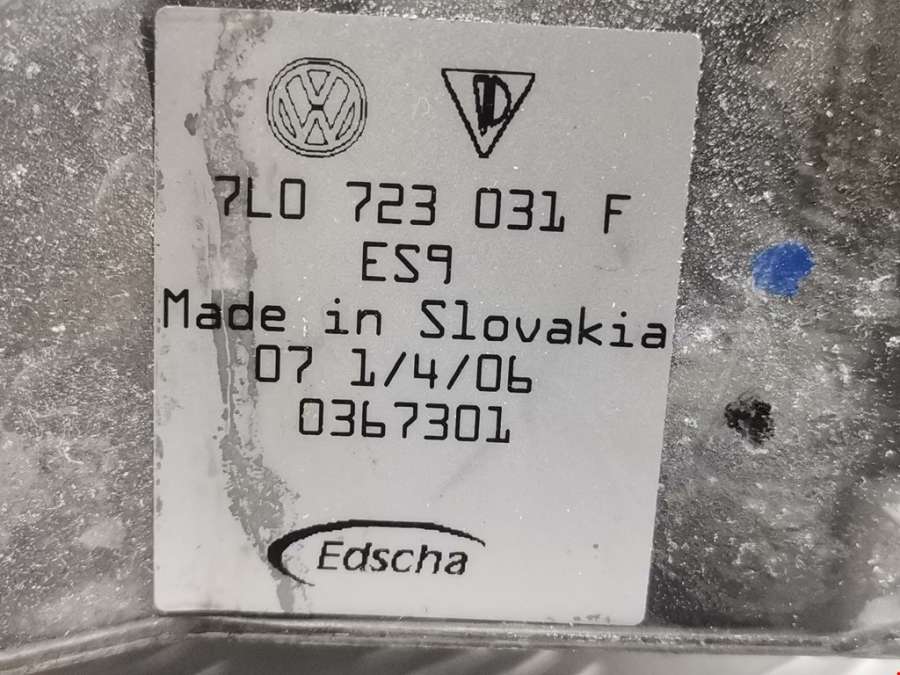 7L0 723 031 F
ES9
Made in Slovakia
07 1/4/06
0367301
Edscha